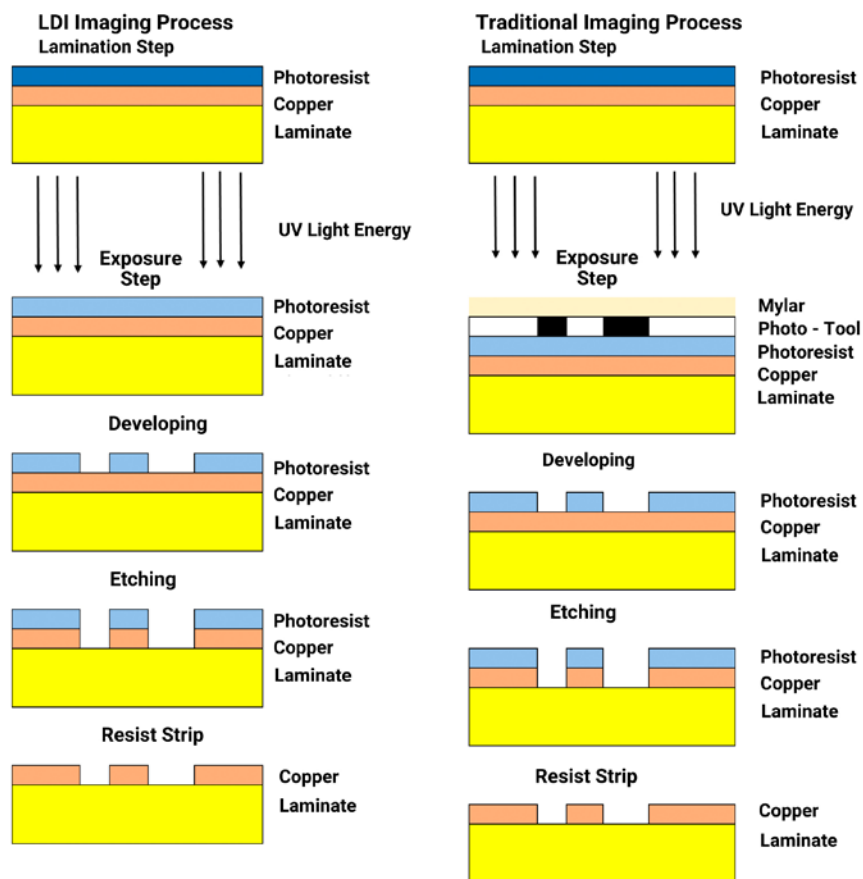 LDI Imaging Process
Lamination Step
Photoresist
Copper
Laminate
UV Light Energy
Exposure
Step
Photoresist
Copper
Laminate
Developing
Photoresist
Copper
Laminate
Etching
Photoresist
Copper
Laminate
Resist Strip
Copper
Laminate
Traditional Imaging Process
Lamination Step
Photoresist
Copper
Laminate
UV Light Energy
Exposure
Step
Mylar
Photo - Tool
Photoresist
Copper
Laminate
Developing
Photoresist
Copper
Laminate
Etching
Photoresist
Copper
Laminate
Resist Strip
Copper
Laminate